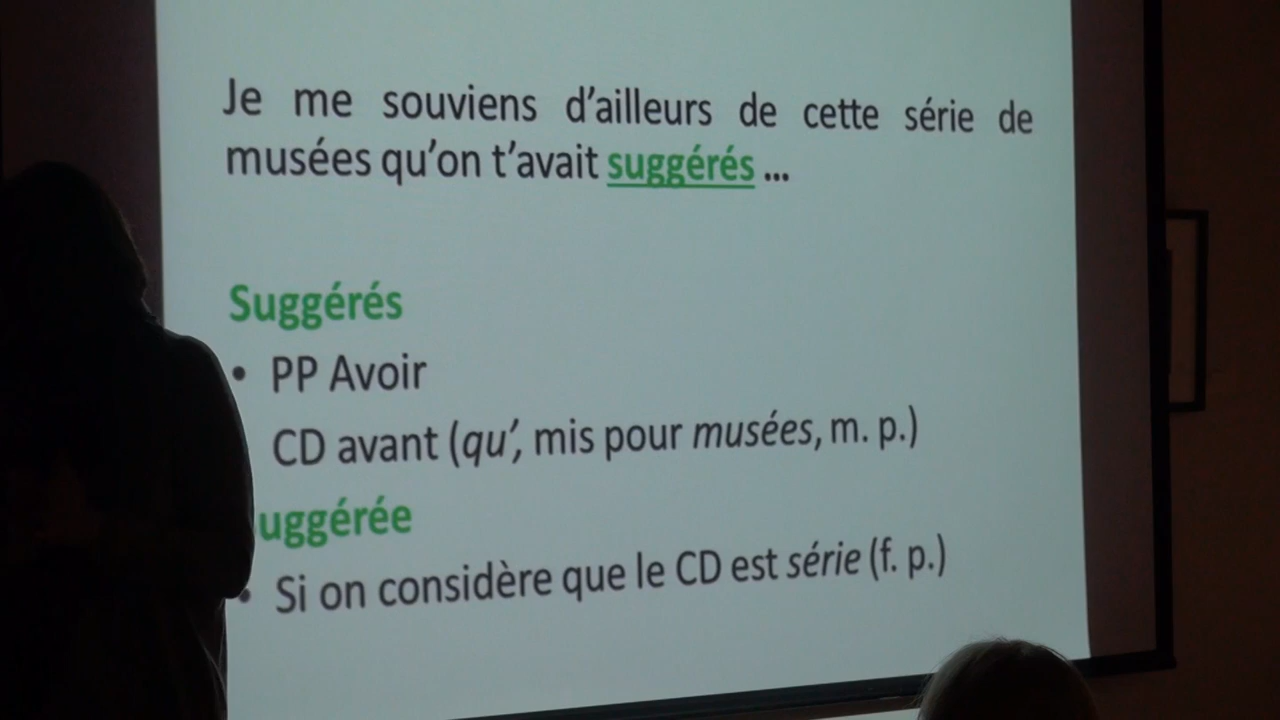 Je me souviens d'ailleurs de cette série de
musées qu'on t'avait suggérés ...
Suggérés
• PP Avoir
CD avant (qu', mis pour musées, m. p.)
uggérée
• Si on considère que le CD est série (f. p.)